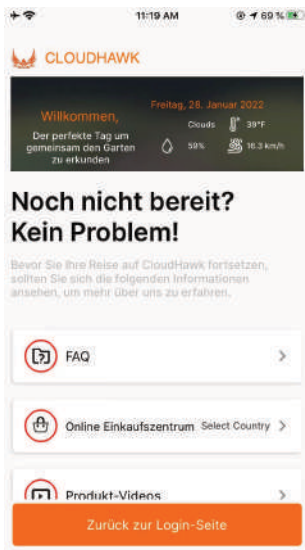 11:19 AM
69 %
CLOUDHAWK
Willkommen,
Der perfekte Tag um
gemeinsam den Garten
zu erkunden
Freitag, 28. Januar 2022
Clouds
39°F
59%
16.3 km/h
Noch nicht bereit?
Kein Problem!
Bevor Sie Ihre Reise auf CloudHawk fortsetzen,
sollten Sie sich die folgenden Informationen
ansehen, um mehr über uns zu erfahren.
FAQ
Online Einkaufszentrum Select Country
Produkt-Videos
Zurück zur Login-Seite